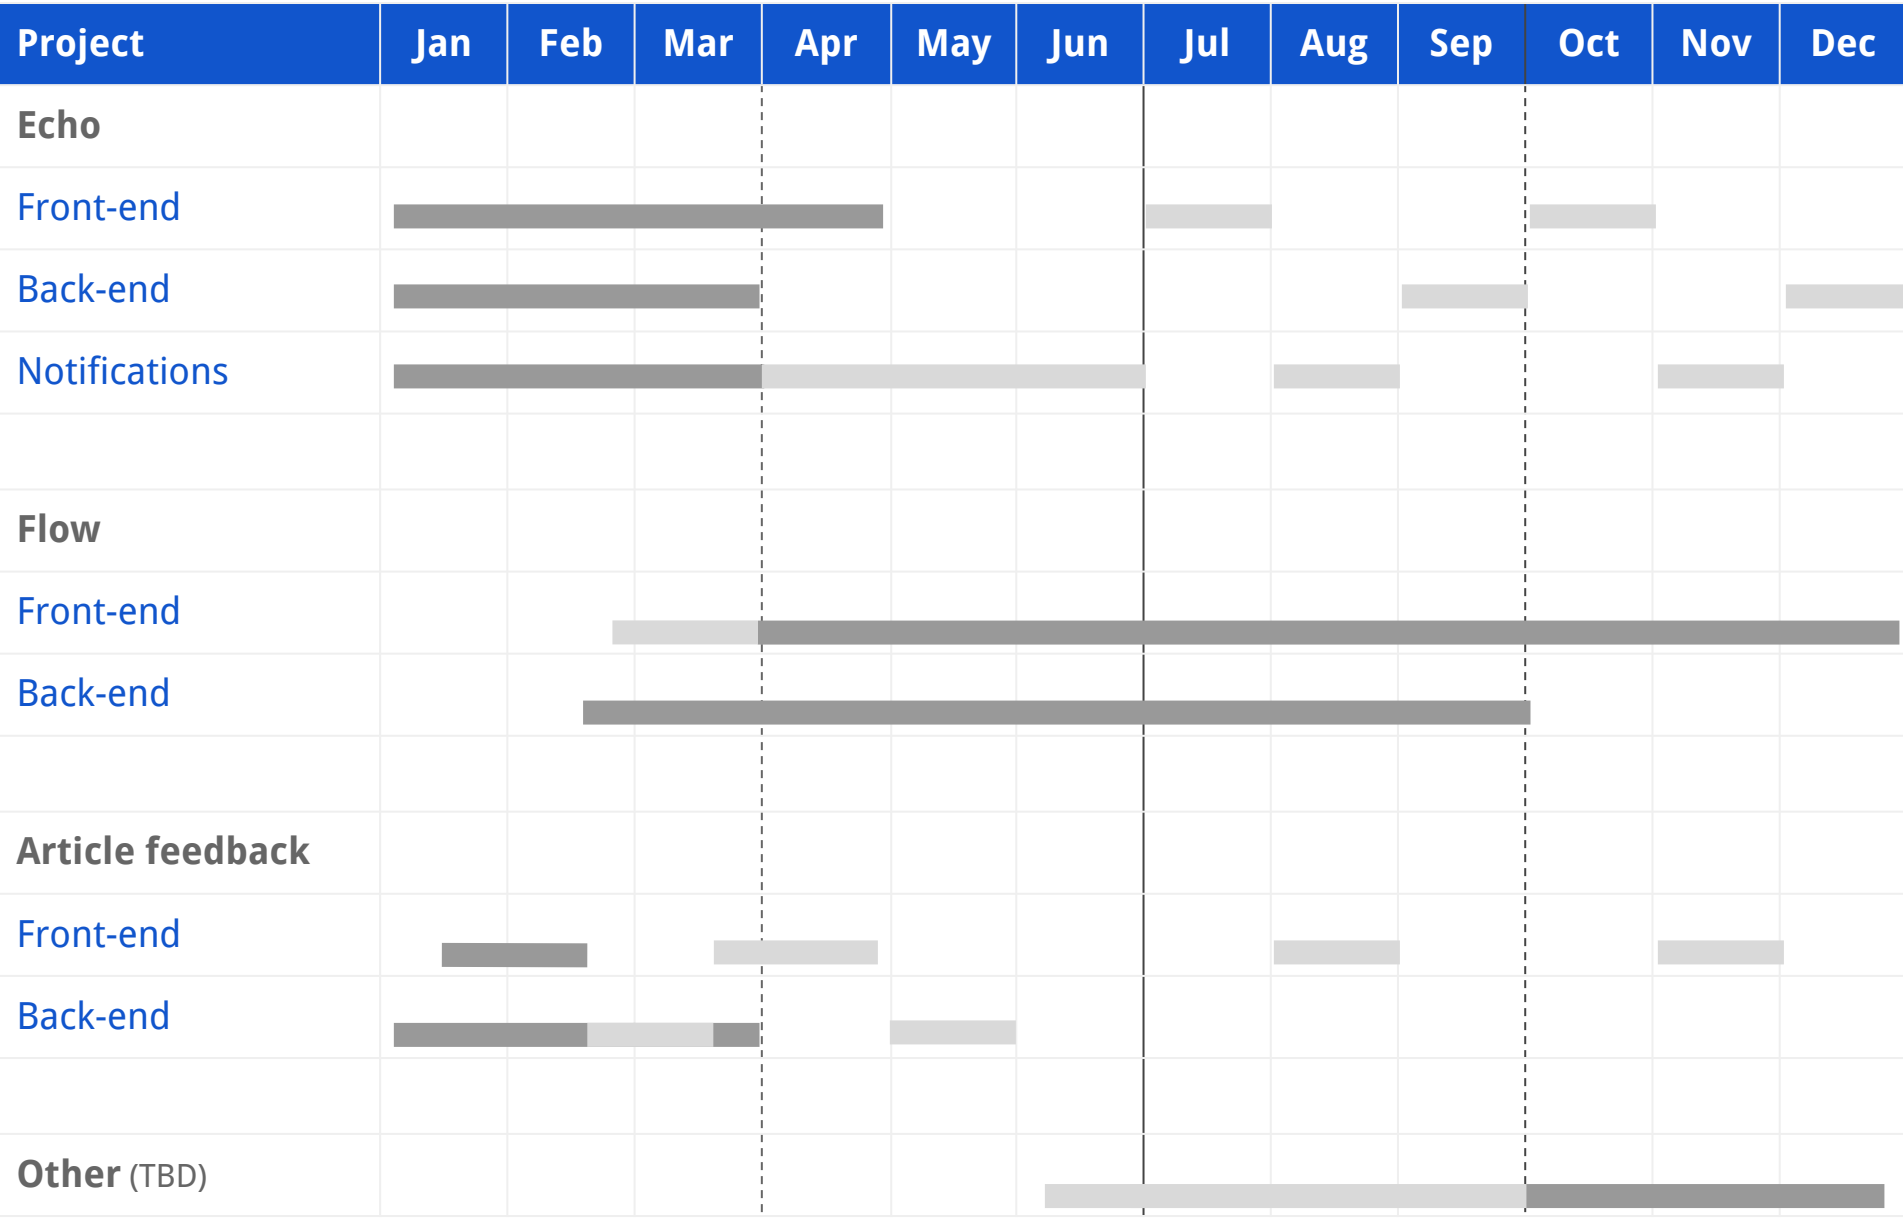 Project Jan Feb Mar Apr May Jun Jul Aug Sep Oct Nov Dec
Echo
Front-end
Back-end
Notifications
Flow
Front-end
Back-end
Article feedback
Front-end
Back-end
Other (TBD)